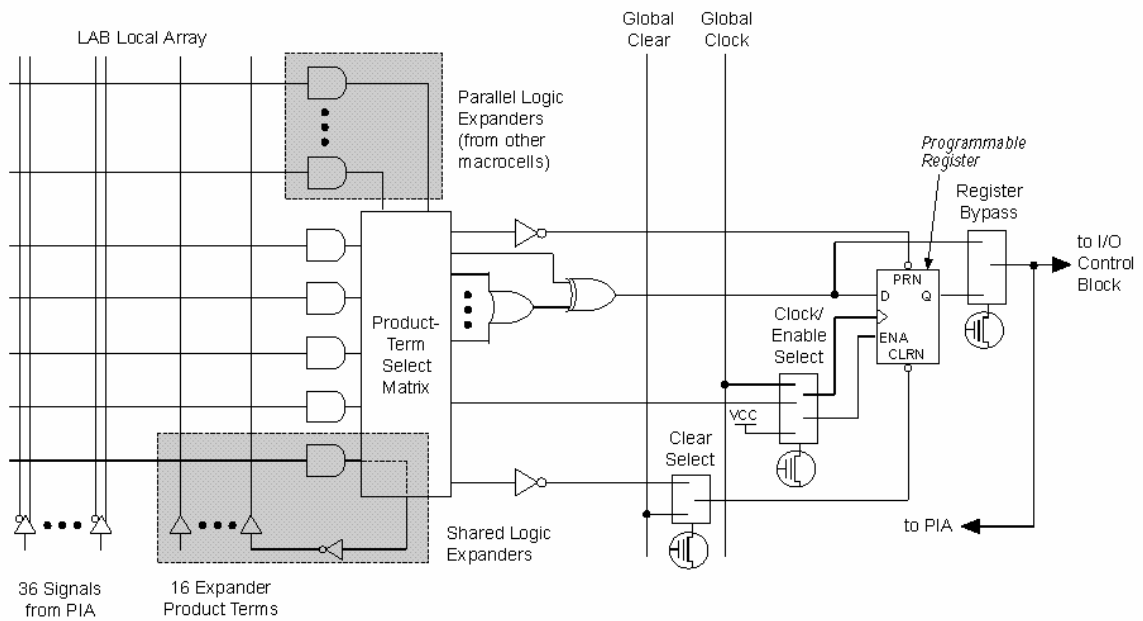 LAB Local Array
Global
Clear
Global
Clock
Parallel Logic
Expanders
(from other
macrocells)
Programmable
Register
Register
Bypass
to I/O
Control
Block
PRN
D
Q
ENA
CLRN
Clock/
Enable
Select
Product-
Term
Select
Matrix
VCC
Clear
Select
to PIA
Shared Logic
Expanders
36 Signals
from PIA
16 Expander
Product Terms